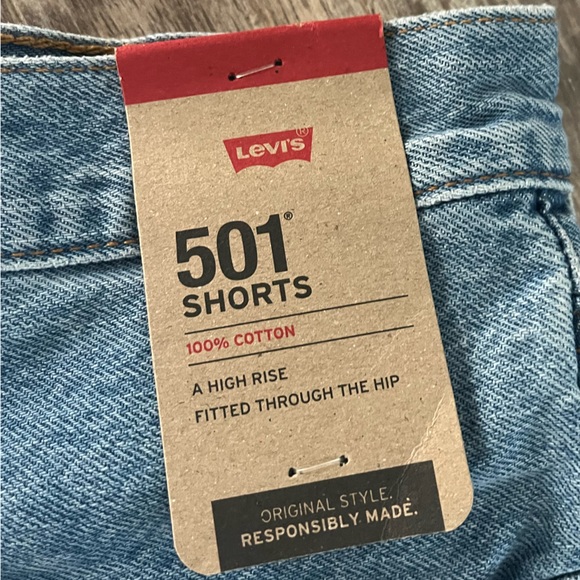 Levi's®
501®
SHORTS
100% COTTON
A HIGH RISE
FITTED THROUGH THE HIP
ORIGINAL STYLE.
RESPONSIBLY MADE.